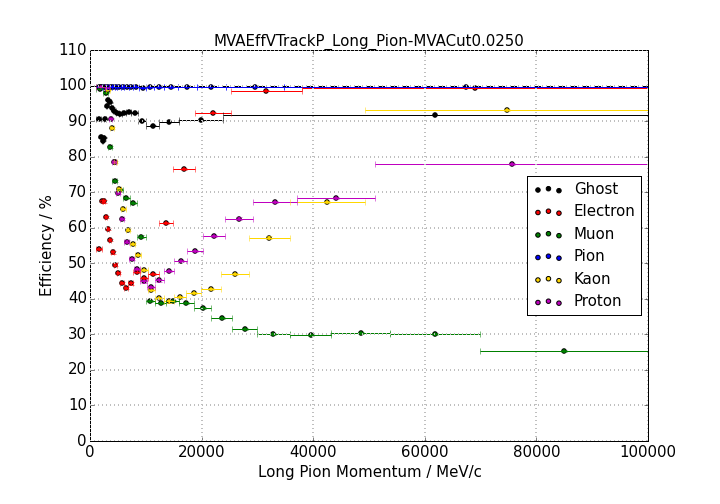 MVAEffVTrackP_Long_Pion-MVACut0.0250
110
100
90
80
70
60
50
40
30
20
10
0
Efficiency / %
Ghost
Electron
Muon
Pion
Kaon
Proton
0 20000 40000 60000 80000 100000
Long Pion Momentum / MeV/c